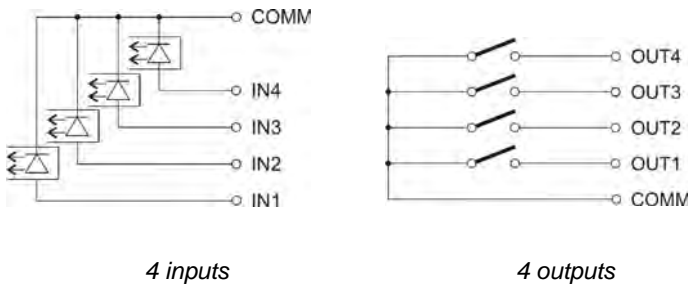 COMM
IN4
IN3
IN2
IN1
4 inputs
OUT4
OUT3
OUT2
OUT1
COMM
4 outputs